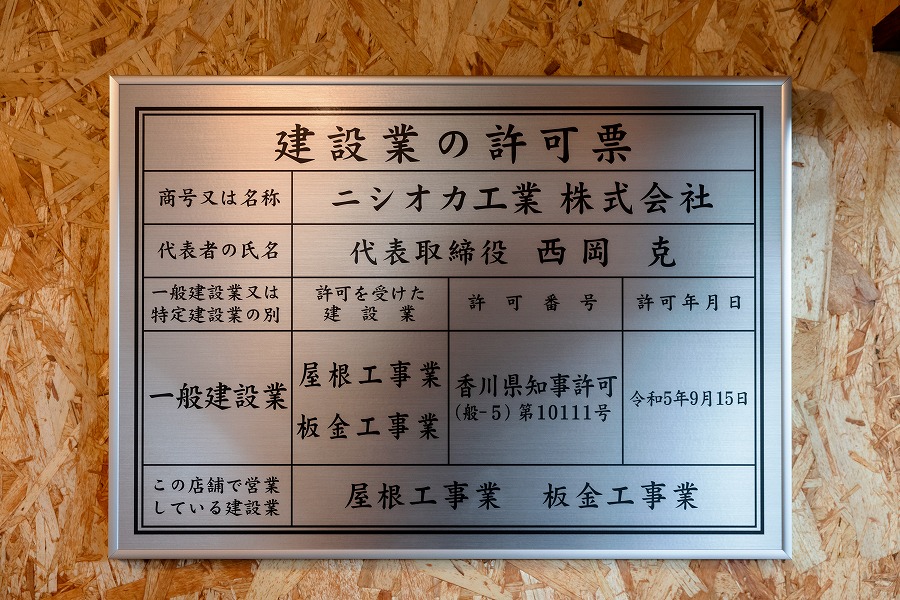 建設業の許可票
商号又は名称
ニシオカ工業 株式会社
代表者の氏名
代表取締役 西岡 克
一般建設業又は
特定建設業の別
許可を受けた
建設業
許可番号
許可年月日
一般建設業
屋根工事業
板金工事業
香川県知事許可
(般-5)第10111号
令和5年9月15日
この店舗で営業
している建設業
屋根工事業 板金工事業